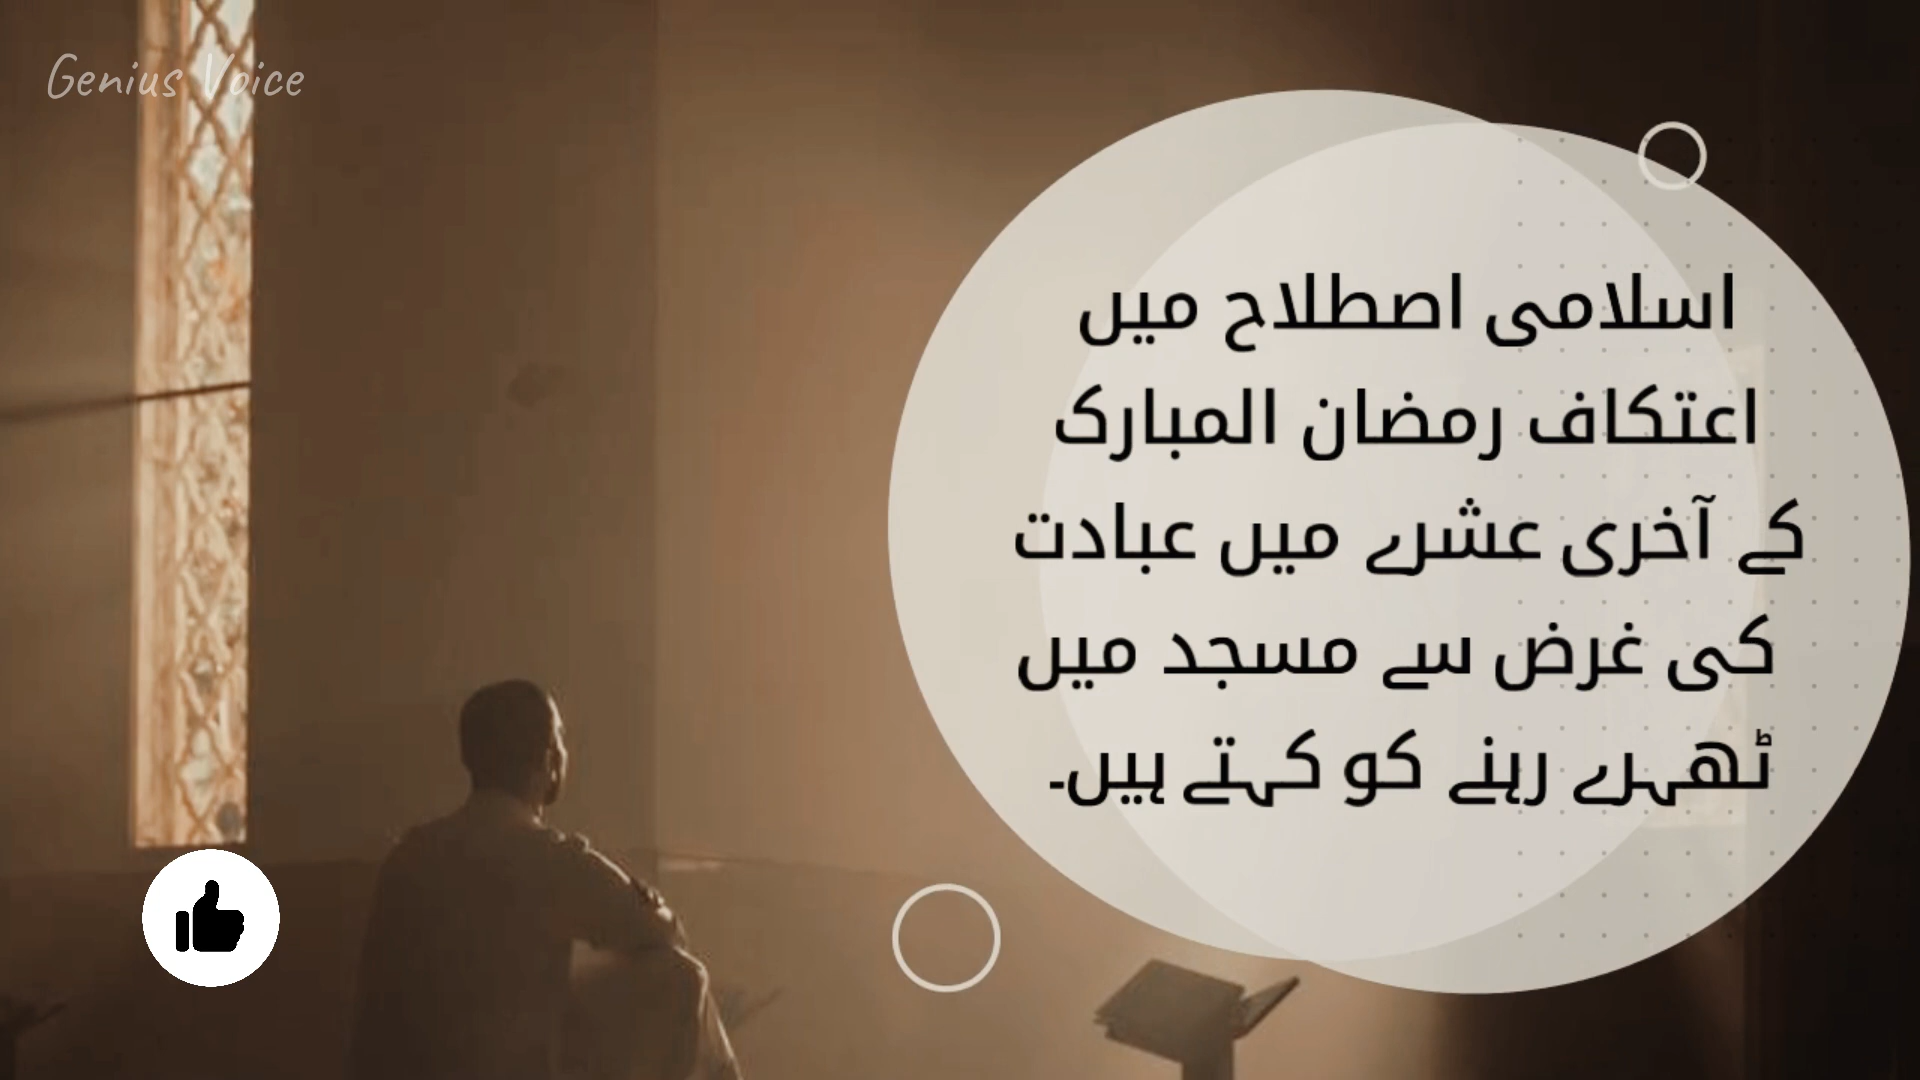 Genius Voice
اسلامی اصطلاح میں
اعتکاف رمضان المبارک
کے آخری عشرے میں عبادت
کی غرض سے مسجد میں
ٹھہرے رہنے کو کہتے ہیں۔